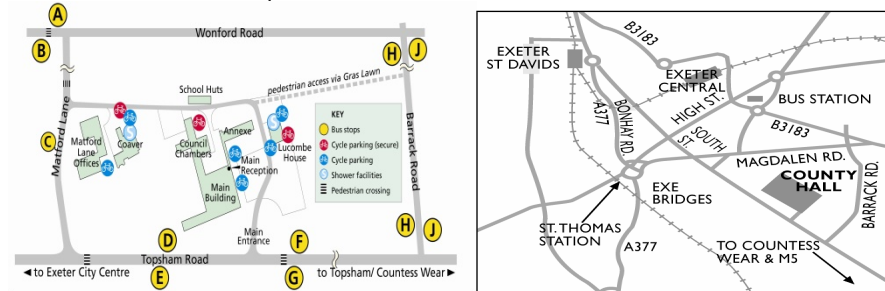 A
Wonford Road
B
H
J
pedestrian access via Gras Lawn
School Huts
Matford Lane
C
Matford
Lane
Offices
Coaver
S
Council
Chambers
Annexe
S
Lucombe
House
Main
Reception
Main
Building
KEY
Bus stops
Cycle parking (secure)
Cycle parking
S Shower facilities
Pedestrian crossing
Barrack Road
H
J
Main
Entrance
D
F
Topsham Road
E
G
to Exeter City Centre
to Topsham/ Countess Wear
B3183
EXETER
ST DAVIDS
EXETER
CENTRAL
A377
BONHAY RD.
HIGH ST.
BUS STATION
B3183
SOUTH
ST.
MAGDALEN RD.
COUNTY
HALL
BARRACK RD.
EXE
BRIDGES
ST.THOMAS
STATION
A377
TO COUNTESS
WEAR & M5